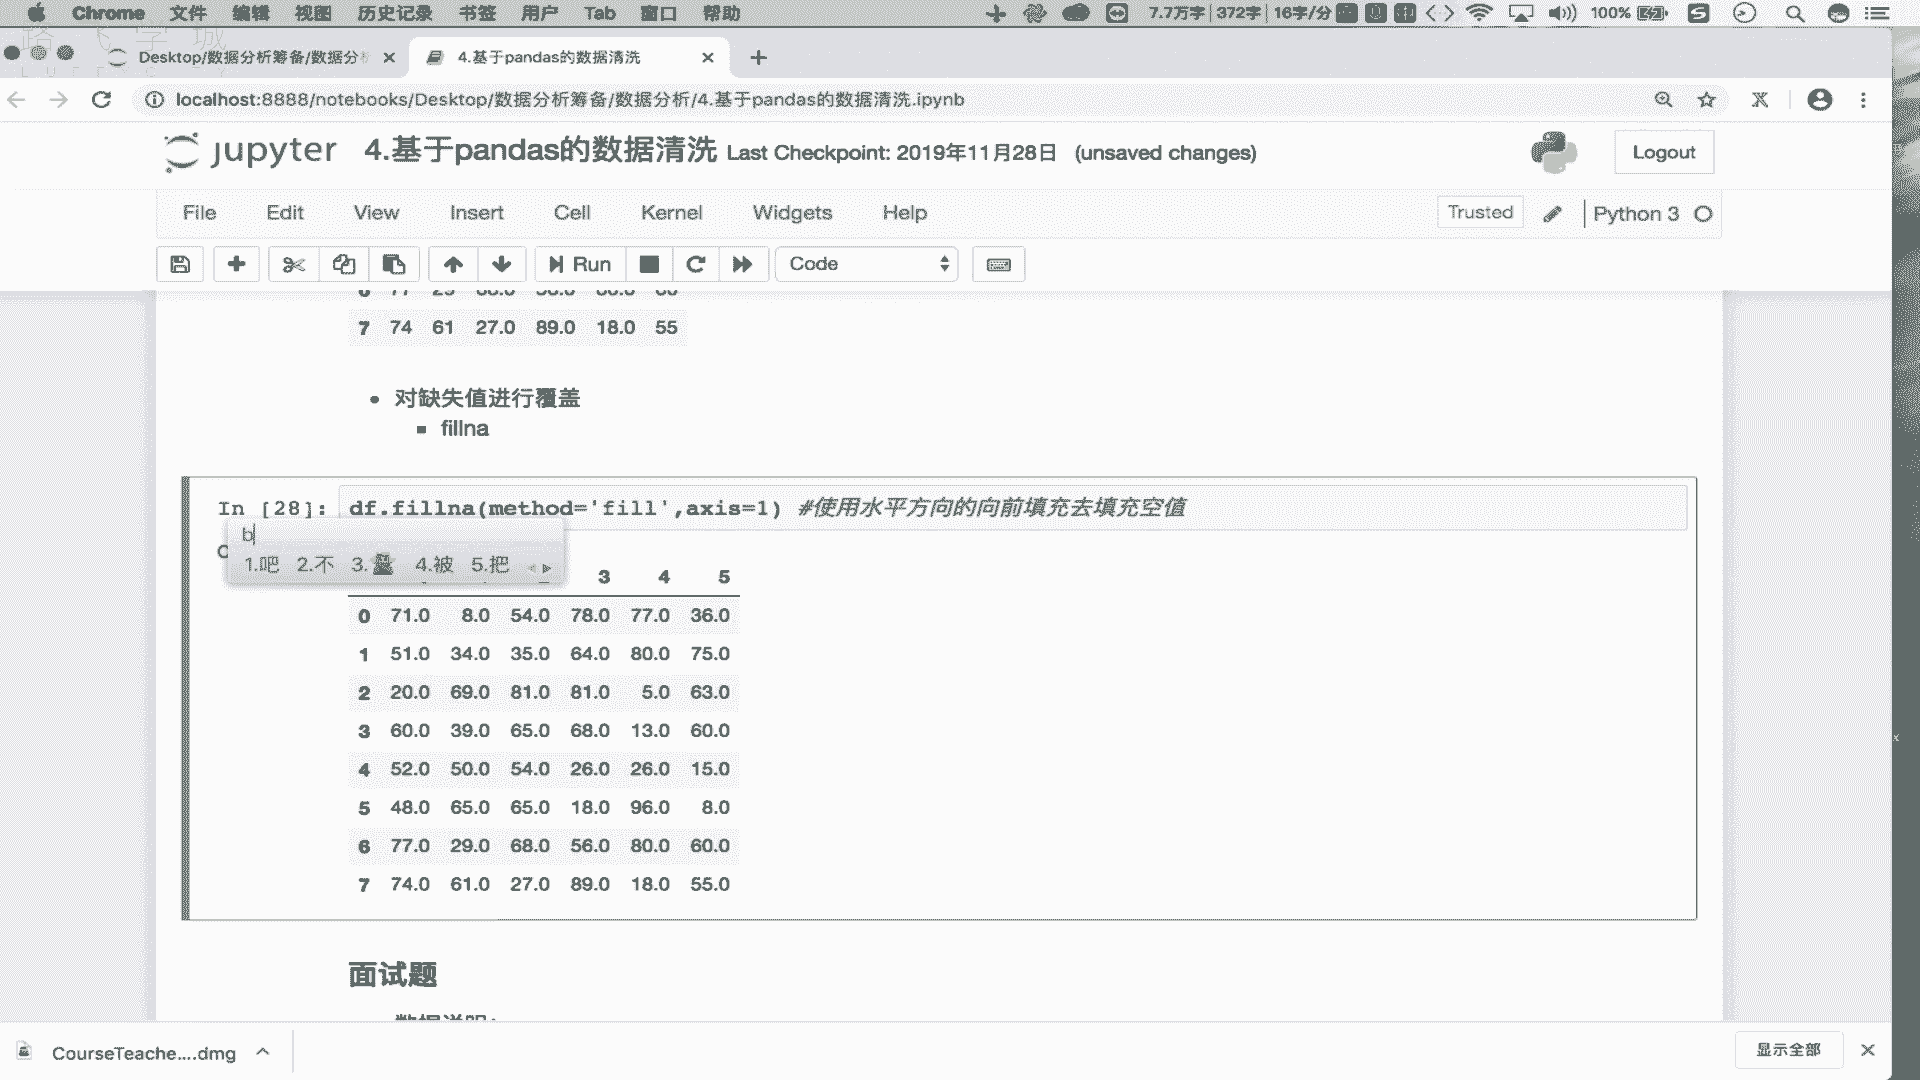 Chrome 文件 编辑 视图 历史记录 书签 用户 Tab 窗口 帮助 7.7万字 372字 16字/分 100%
Desktop/数据分析筹备/数据分 4.基于pandas的数据清洗
localhost:8888/notebooks/Desktop/数据分析筹备/数据分析/4.基于pandas的数据清洗.ipynb
jupyter 4.基于pandas的数据清洗 Last Checkpoint: 2019年11月28日 (unsaved changes) Logout
File Edit View Insert Cell Kernel Widgets Help Trusted Python 3
Run Code
7 74 61 27.0 89.0 18.0 55
对缺失值进行覆盖
fillna
In [28]: df.fillna(method='fill',axis=1) #使用水平方向的向前填充去填充空值
b
1.吧 2.不 3. 4.被 5.把
3 4 5
0 71.0 8.0 54.0 78.0 77.0 36.0
1 51.0 34.0 35.0 64.0 80.0 75.0
2 20.0 69.0 81.0 81.0 5.0 63.0
3 60.0 39.0 65.0 68.0 13.0 60.0
4 52.0 50.0 54.0 26.0 26.0 15.0
5 48.0 65.0 65.0 18.0 96.0 8.0
6 77.0 29.0 68.0 56.0 80.0 60.0
7 74.0 61.0 27.0 89.0 18.0 55.0
面试题
CourseTeache....dmg 显示全部